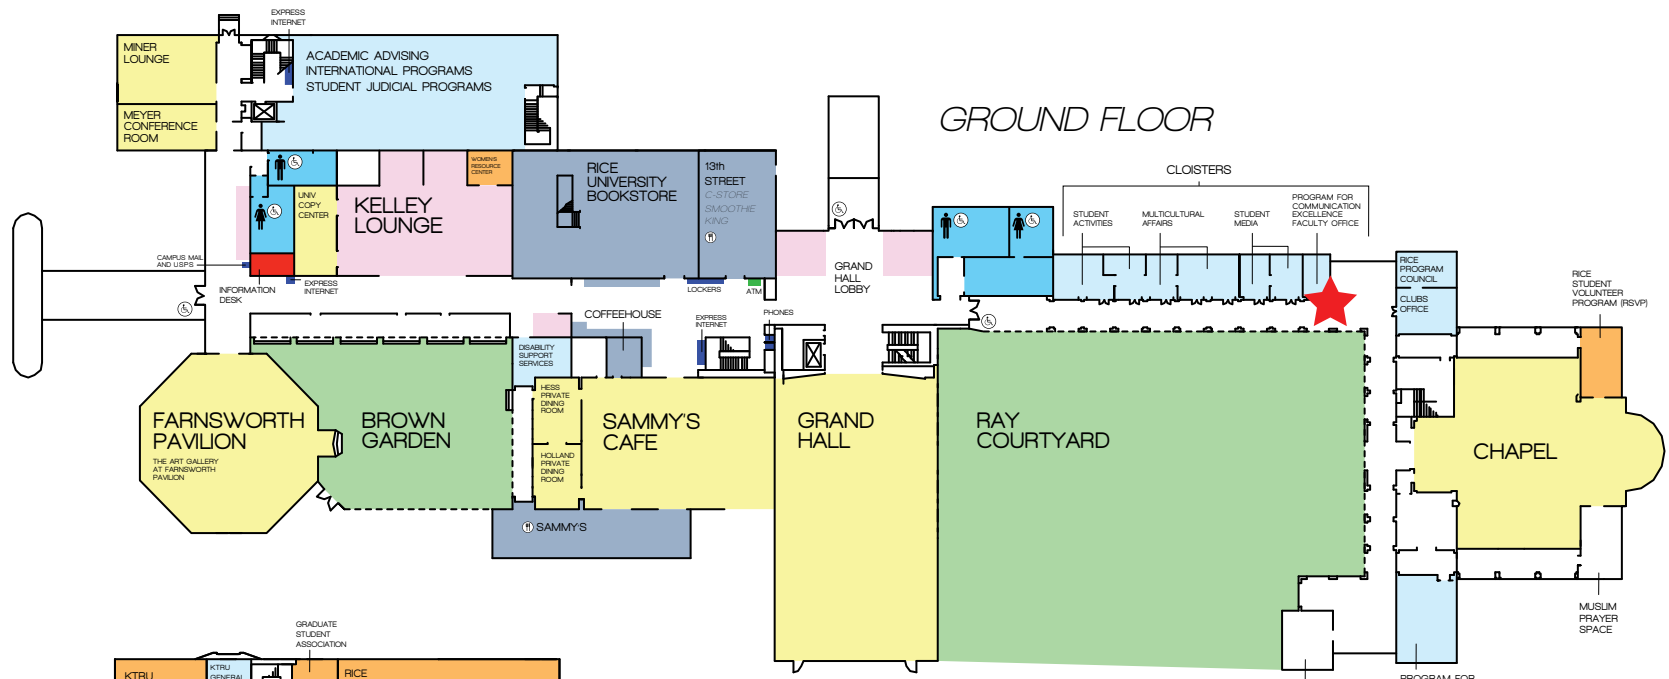 EXPRESS
INTERNET
MINER
LOUNGE
ACADEMIC ADVISING
INTERNATIONAL PROGRAMS
STUDENT JUDICIAL PROGRAMS
MEYER
CONFERENCE
ROOM
GROUND FLOOR
CLOISTERS
WOMEN'S
RESOURCE
CENTER
RICE
UNIVERSITY
BOOKSTORE
13th
STREET
C-STORE
SMOOTHIE
KING
UNIV
COPY
CENTER
KELLEY
LOUNGE
STUDENT
ACTIVITIES
MULTICULTURAL
AFFAIRS
STUDENT
MEDIA
PROGRAM FOR
COMMUNICATION
EXCELLENCE
FACULTY OFFICE
CAMPUS MAIL
AND USPS
INFORMATION
DESK
EXPRESS
INTERNET
LOCKERS
ATM
GRAND
HALL
LOBBY
RICE
PROGRAM
COUNCIL
CLUBS
OFFICE
RICE
STUDENT
VOLUNTEER
PROGRAM (RSVP)
COFFEEHOUSE
EXPRESS
INTERNET
PHONES
DISABILITY
SUPPORT
SERVICES
FARNSWORTH
PAVILION
THE ART GALLERY
AT FARNSWORTH
PAVILION
BROWN
GARDEN
HESS
PRIVATE
DINING
ROOM
HOLLAND
PRIVATE
DINING
ROOM
SAMMY'S
CAFE
GRAND
HALL
RAY
COURTYARD
CHAPEL
SAMMY'S
MUSLIM
PRAYER
SPACE
GRADUATE
STUDENT
ASSOCIATION
KTRU
KTRU
GENERAL
RICE
PROGRAM FOR